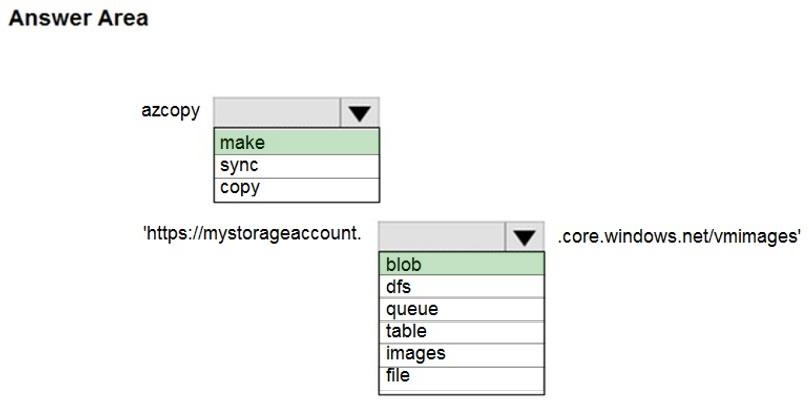 Answer Area
azcopy
make
sync
copy
'https://mystorageaccount.
.core.windows.net/vmimages'
blob
dfs
queue
table
images
file